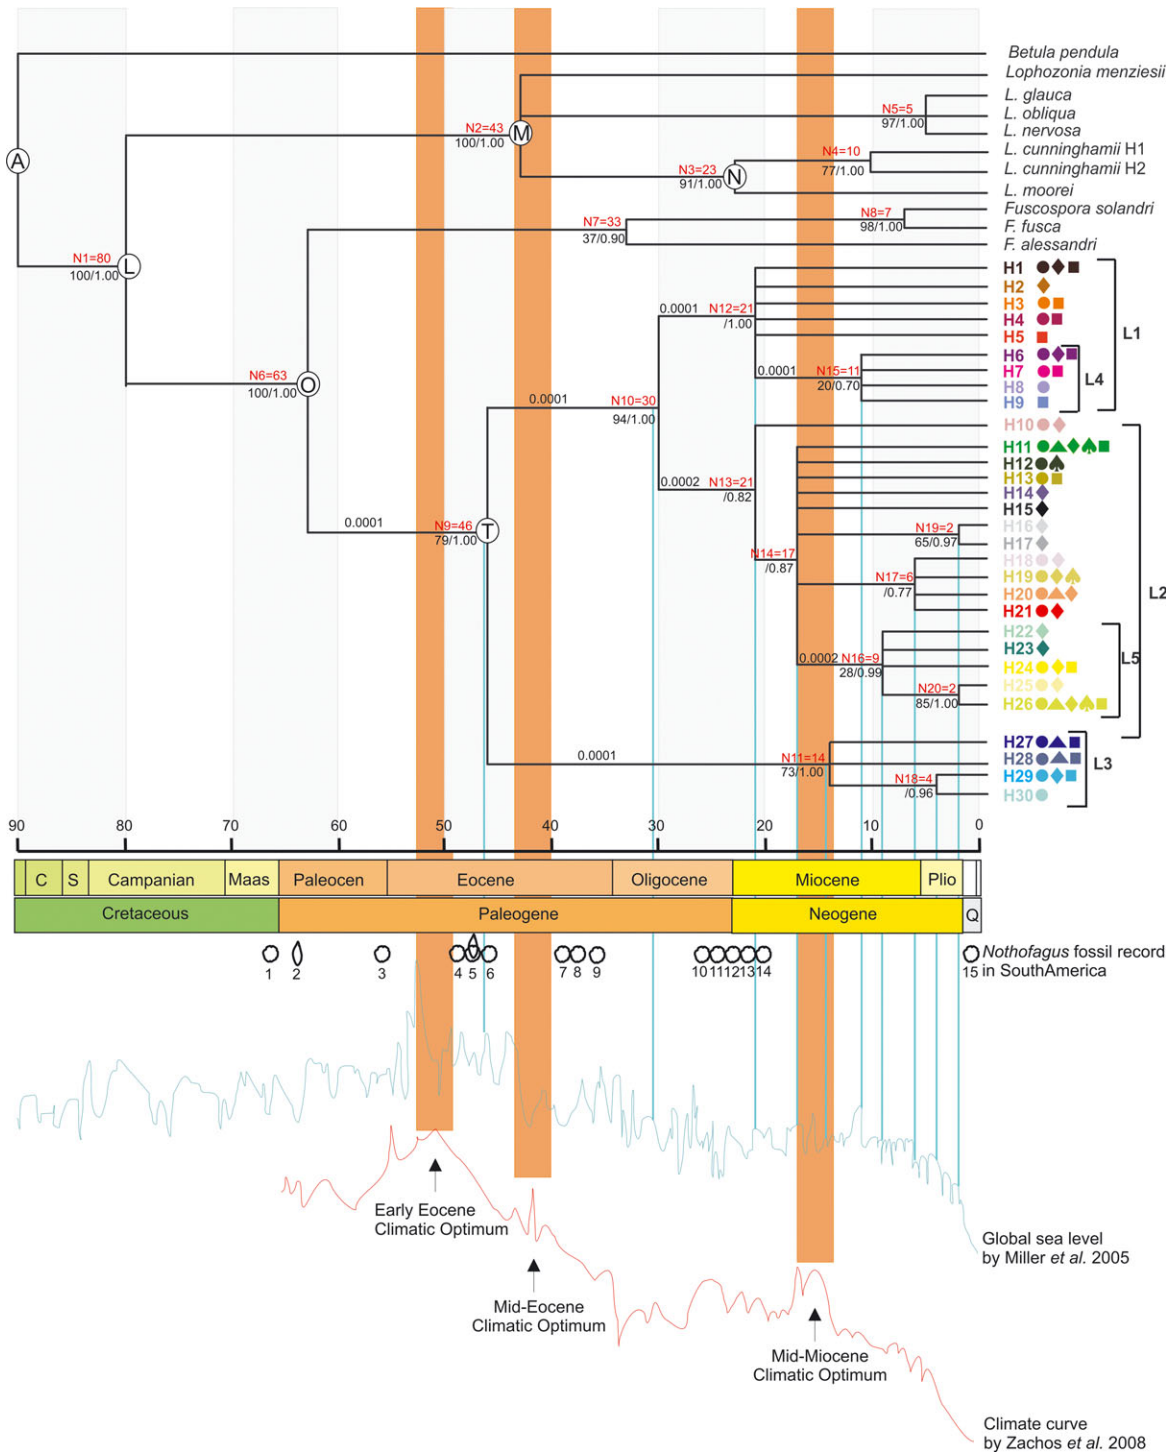 Betula pendula
Lophozonia menziesii
L. glauca
N5=5
L. obliqua
97/1.00
L. nervosa
N2=43
100/1.00
M
A
N4=10
L. cunninghamii H1
77/1.00
L. cunninghamii H2
N3=23
91/1.00
N
L. moorei
N8=7
Fuscospora solandri
98/1.00
F. fusca
N7=33
37/0.90
F. alessandri
N1=80
100/1.00
L
H1
H2
H3
H4
H5
L1
0.0001
N12=21
/1.00
H6
H7
H8
H9
L4
0.0001
N15=11
20/0.70
N6=63
100/1.00
O
0.0001
N10=30
94/1.00
H10
H11
H12
H13
H14
H15
0.0002
N13=21
/0.82
0.0001
N9=46
79/1.00
T
H16
H17
N19=2
65/0.97
N14=17
/0.87
H18
H19
H20
H21
N17=6
/0.77
L2
H22
H23
H24
H25
H26
L5
0.0002
N16=9
28/0.99
N20=2
85/1.00
H27
H28
H29
H30
L3
0.0001
N11=14
73/1.00
N18=4
/0.96
90 80 70 60 50 40 30 20 10 0
C S Campanian Maas Paleocen Eocene Oligocene Miocene Plio
Cretaceous Paleogene Neogene Q
1 2 3 4 5 6 7 8 9 10 11 12 13 14 15
Nothofagus fossil record
in SouthAmerica
Early Eocene
Climatic Optimum
Global sea level
by Miller et al. 2005
Mid-Eocene
Climatic Optimum
Mid-Miocene
Climatic Optimum
Climate curve
by Zachos et al. 2008